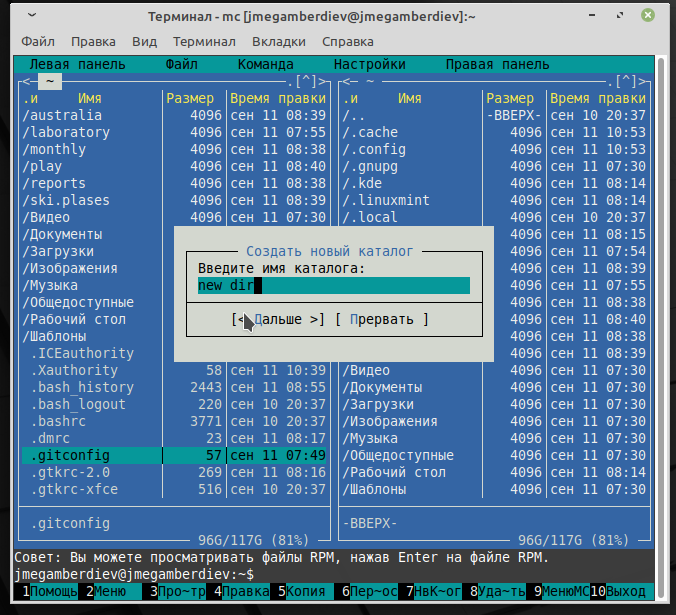 Терминал - mc [jmegamberdiev@jmegamberdiev]:~
Файл Правка Вид Терминал Вкладки Справка
Левая панель Файл Команда Настройки Правая панель
<─ ~ .[^]> <─ ~ .[^]>
.и Имя Размер Время правки .и Имя Размер Время правки
/australia 4096 сен 11 08:39 /.. -ВВЕРХ- сен 10 20:37
/laboratory 4096 сен 11 07:55 /.cache 4096 сен 11 10:53
/monthly 4096 сен 11 08:38 /.config 4096 сен 11 10:53
/play 4096 сен 11 08:40 /.gnupg 4096 сен 11 07:30
/reports 4096 сен 11 08:38 /.kde 4096 сен 11 08:14
/ski.plases 4096 сен 11 08:39 /.linuxmint 4096 сен 11 08:14
/Видео 4096 сен 11 07:30 /.local 4096 сен 10 20:37
/Документы 4096 сен 11 08:15
/Загрузки 4096 сен 11 07:54
/Изображения 4096 сен 11 08:39
/Музыка 4096 сен 11 07:55
/Общедоступные 4096 сен 11 08:38
/Рабочий стол 4096 сен 11 08:40
/Шаблоны 4096 сен 11 08:38
.ICEauthority 4096 сен 11 08:39
Создать новый каталог
Введите имя каталога:
new dir
[< Дальше >] [ Прервать ]
.Xauthority 58 сен 11 10:39 /Видео 4096 сен 11 07:30
.bash_history 2443 сен 11 08:55 /Документы 4096 сен 11 07:30
.bash_logout 220 сен 10 20:37 /Загрузки 4096 сен 11 07:30
.bashrc 3771 сен 10 20:37 /Изображения 4096 сен 11 07:30
.dmrc 23 сен 11 08:17 /Музыка 4096 сен 11 07:30
.gitconfig 57 сен 11 07:49 /Общедоступные 4096 сен 11 07:30
.gtkrc-2.0 269 сен 11 08:16 /Рабочий стол 4096 сен 11 08:14
.gtkrc-xfce 516 сен 10 20:37 /Шаблоны 4096 сен 11 07:30
.gitconfig -ВВЕРХ-
96G/117G (81%) 96G/117G (81%)
Совет: Вы можете просматривать файлы RPM, нажав Enter на файле RPM.
jmegamberdiev@jmegamberdiev:~$
1Помощь 2Меню 3Про~тр 4Правка 5Копия 6Пер~ос 7НвК~ог 8Уда~ть 9МенюMC 10Выход